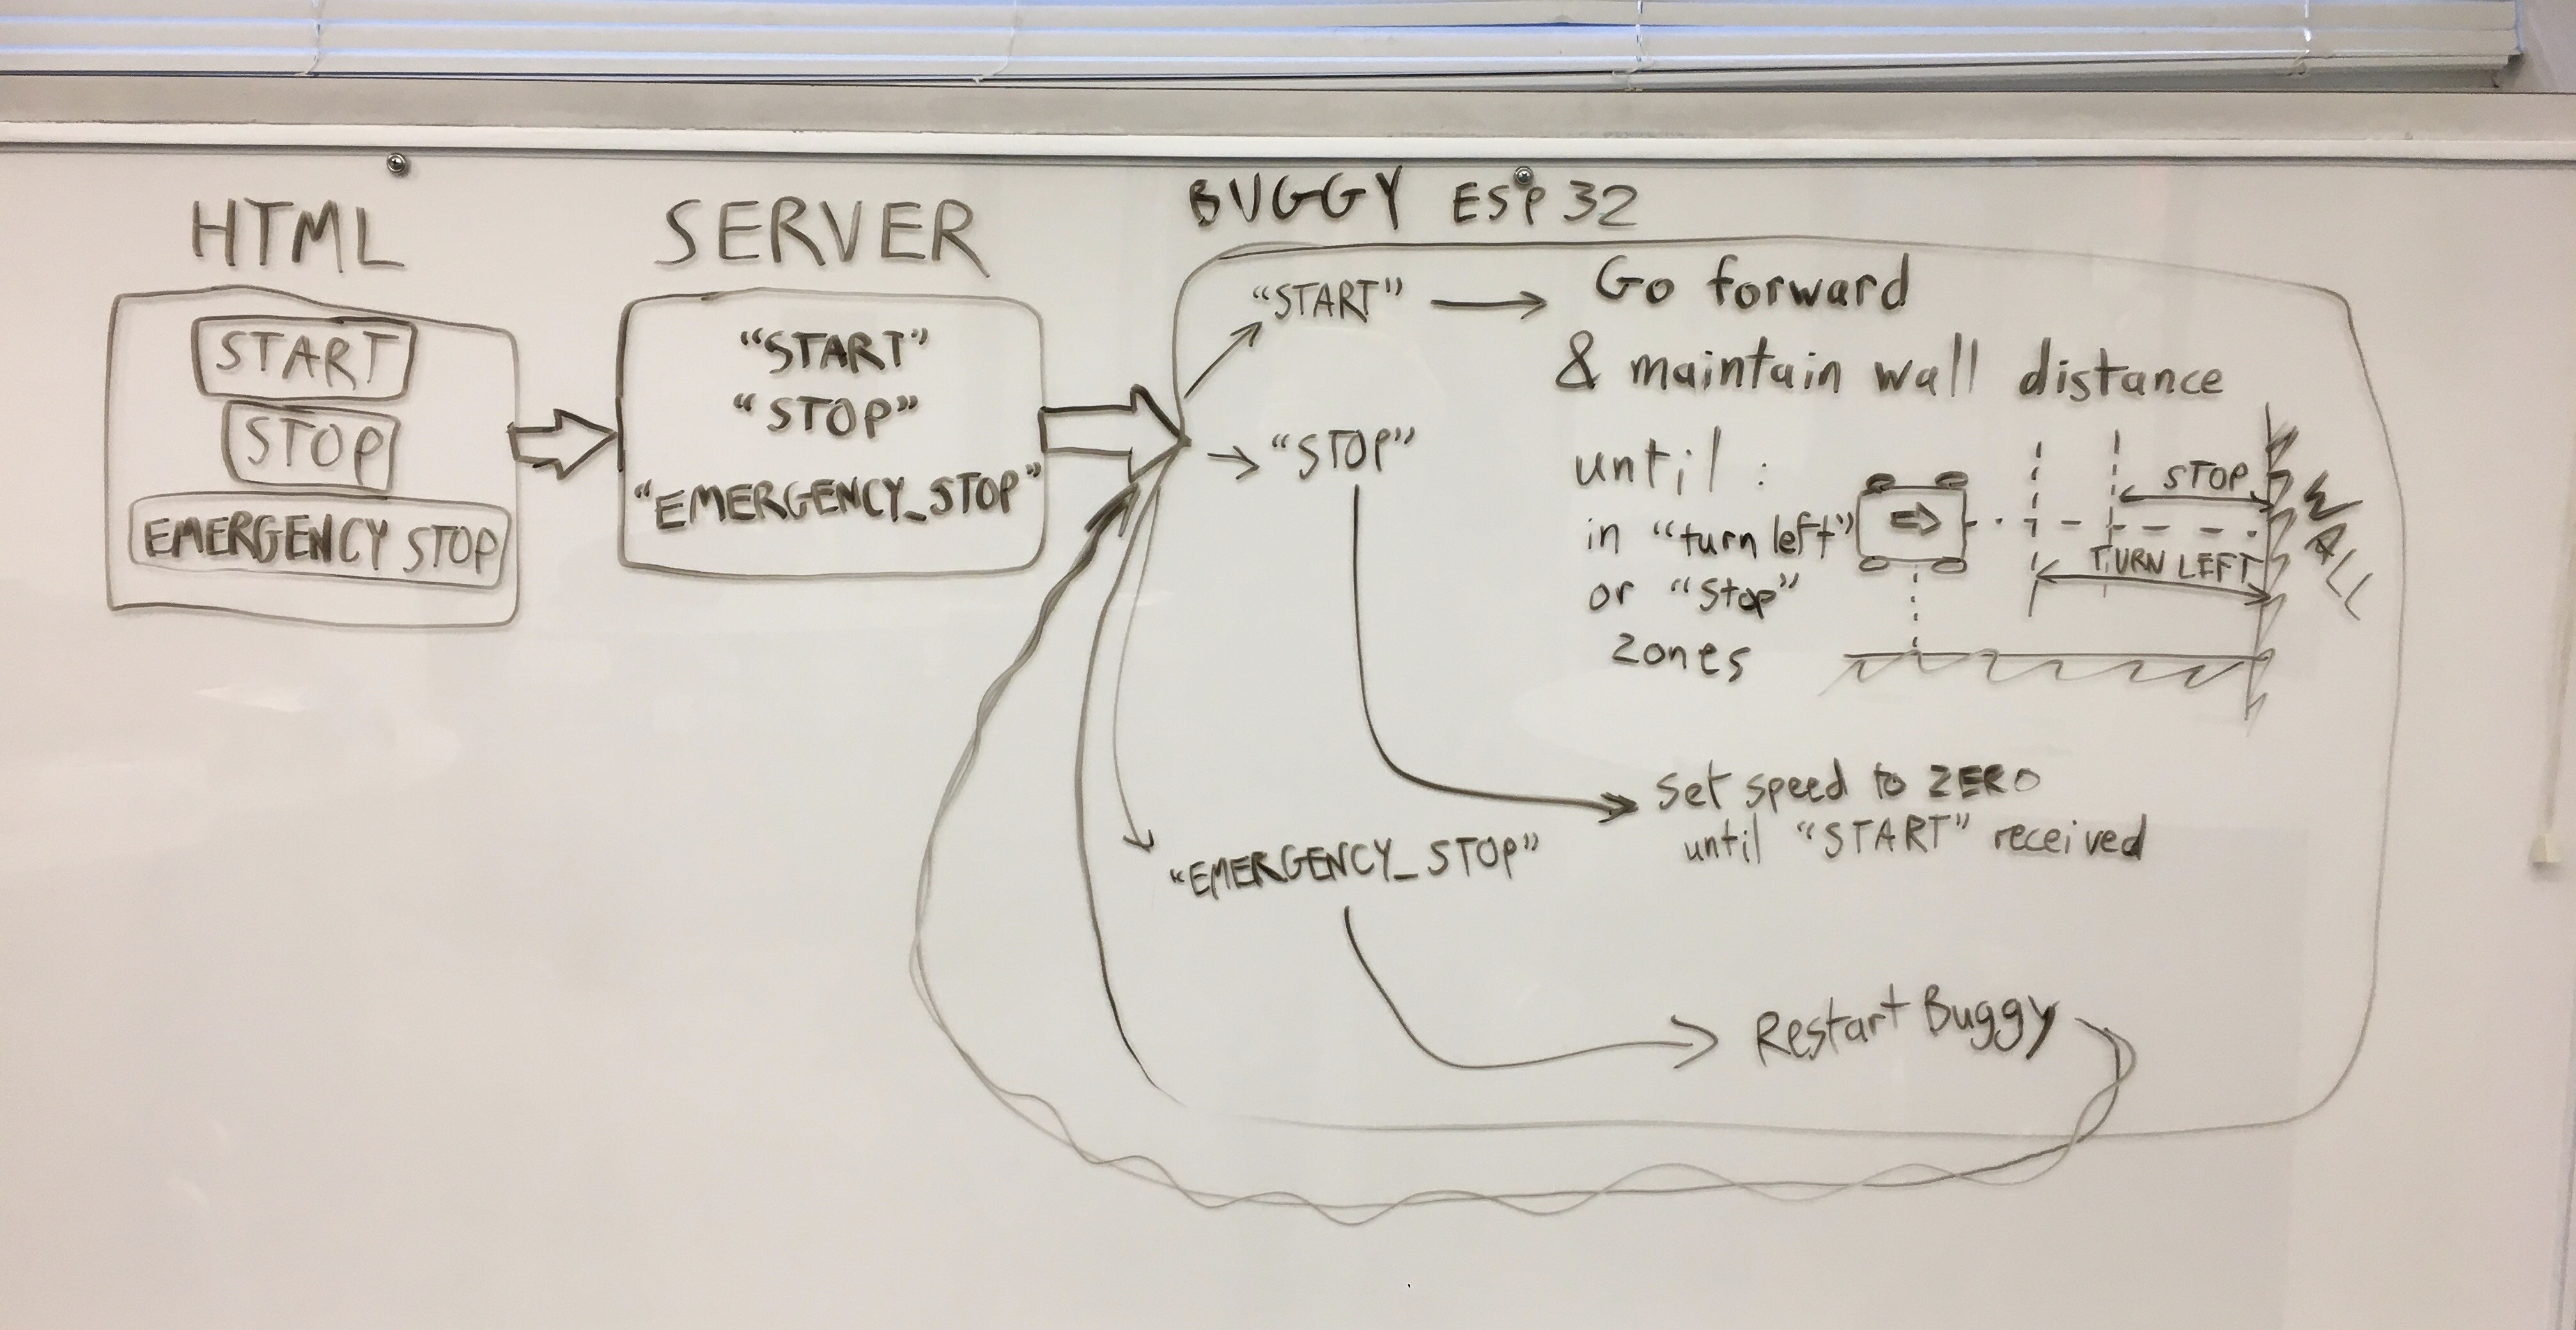 HTML
START
STOP
EMERGENCY STOP
SERVER
“START”
“STOP”
“EMERGENCY_STOP”
BUGGY ESP 32
“START”
Go forward
& maintain wall distance
until :
in “turn left”
or “Stop”
zones
STOP
TURN LEFT
WALL
“STOP”
set speed to ZERO
until “START” received
“EMERGENCY_STOP”
Restart Buggy